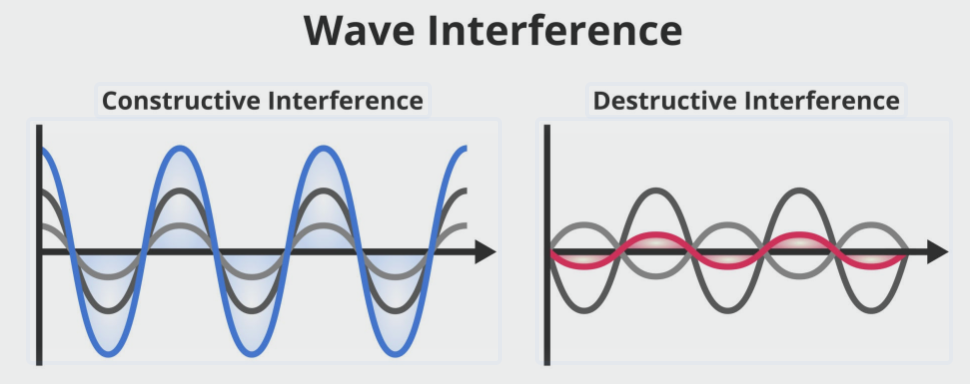 Wave Interference
Constructive Interference
Destructive Interference